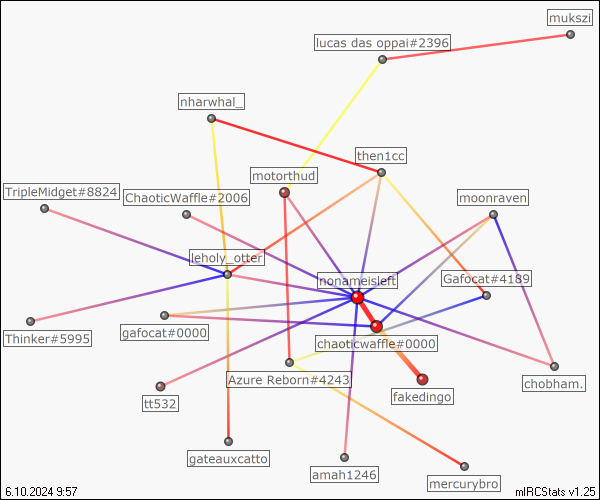 mukszi
lucas das oppai#2396
nharwhal_
then1cc
motorthud
TripleMidget#8824
ChaoticWaffle#2006
moonraven
leholy_otter
nonameisleft
Gafocat#4189
gafocat#0000
Thinker#5995
chaoticwaffle#0000
Azure Reborn#4243
chobham.
fakedingo
tt532
gateauxcatto
amah1246
mercurybro
6.10.2024 9:57
mIRCStats v1.25